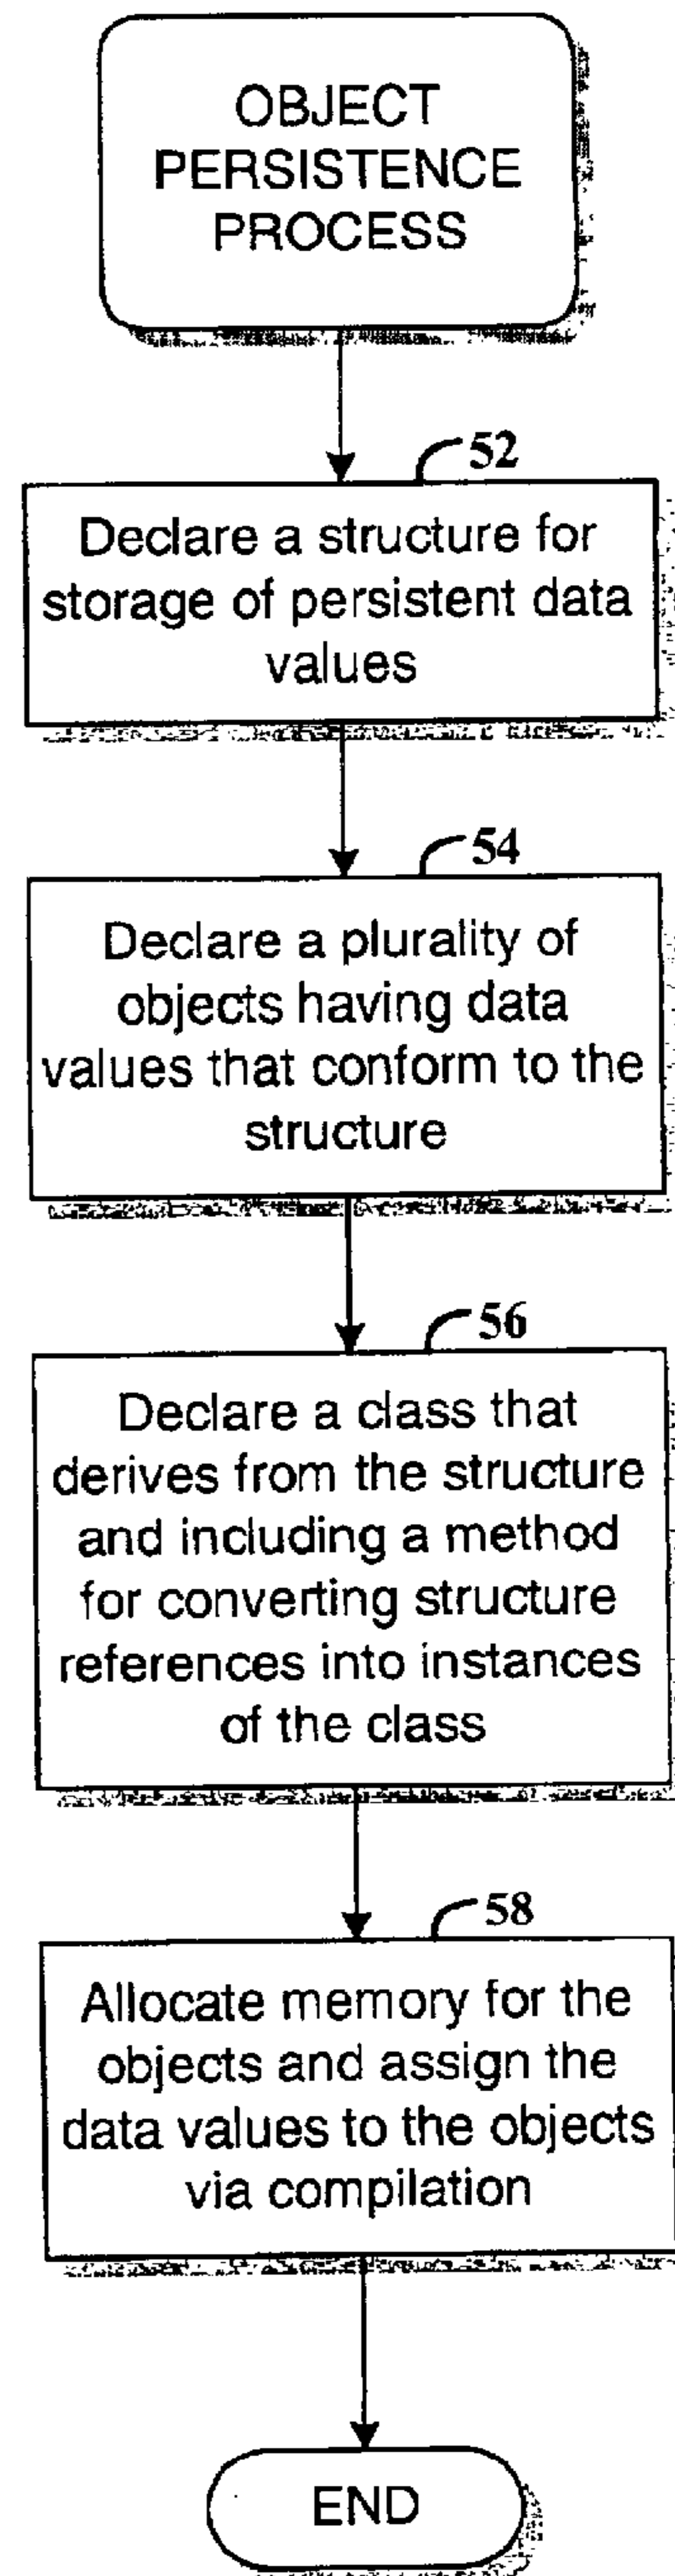 OBJECT
PERSISTENCE
PROCESS
52
Declare a structure for
storage of persistent data
values
54
Declare a plurality of
objects having data
values that conform to the
structure
56
Declare a class that
derives from the structure
and including a method
for converting structure
references into instances
of the class
58
Allocate memory for the
objects and assign the
data values to the objects
via compilation
END